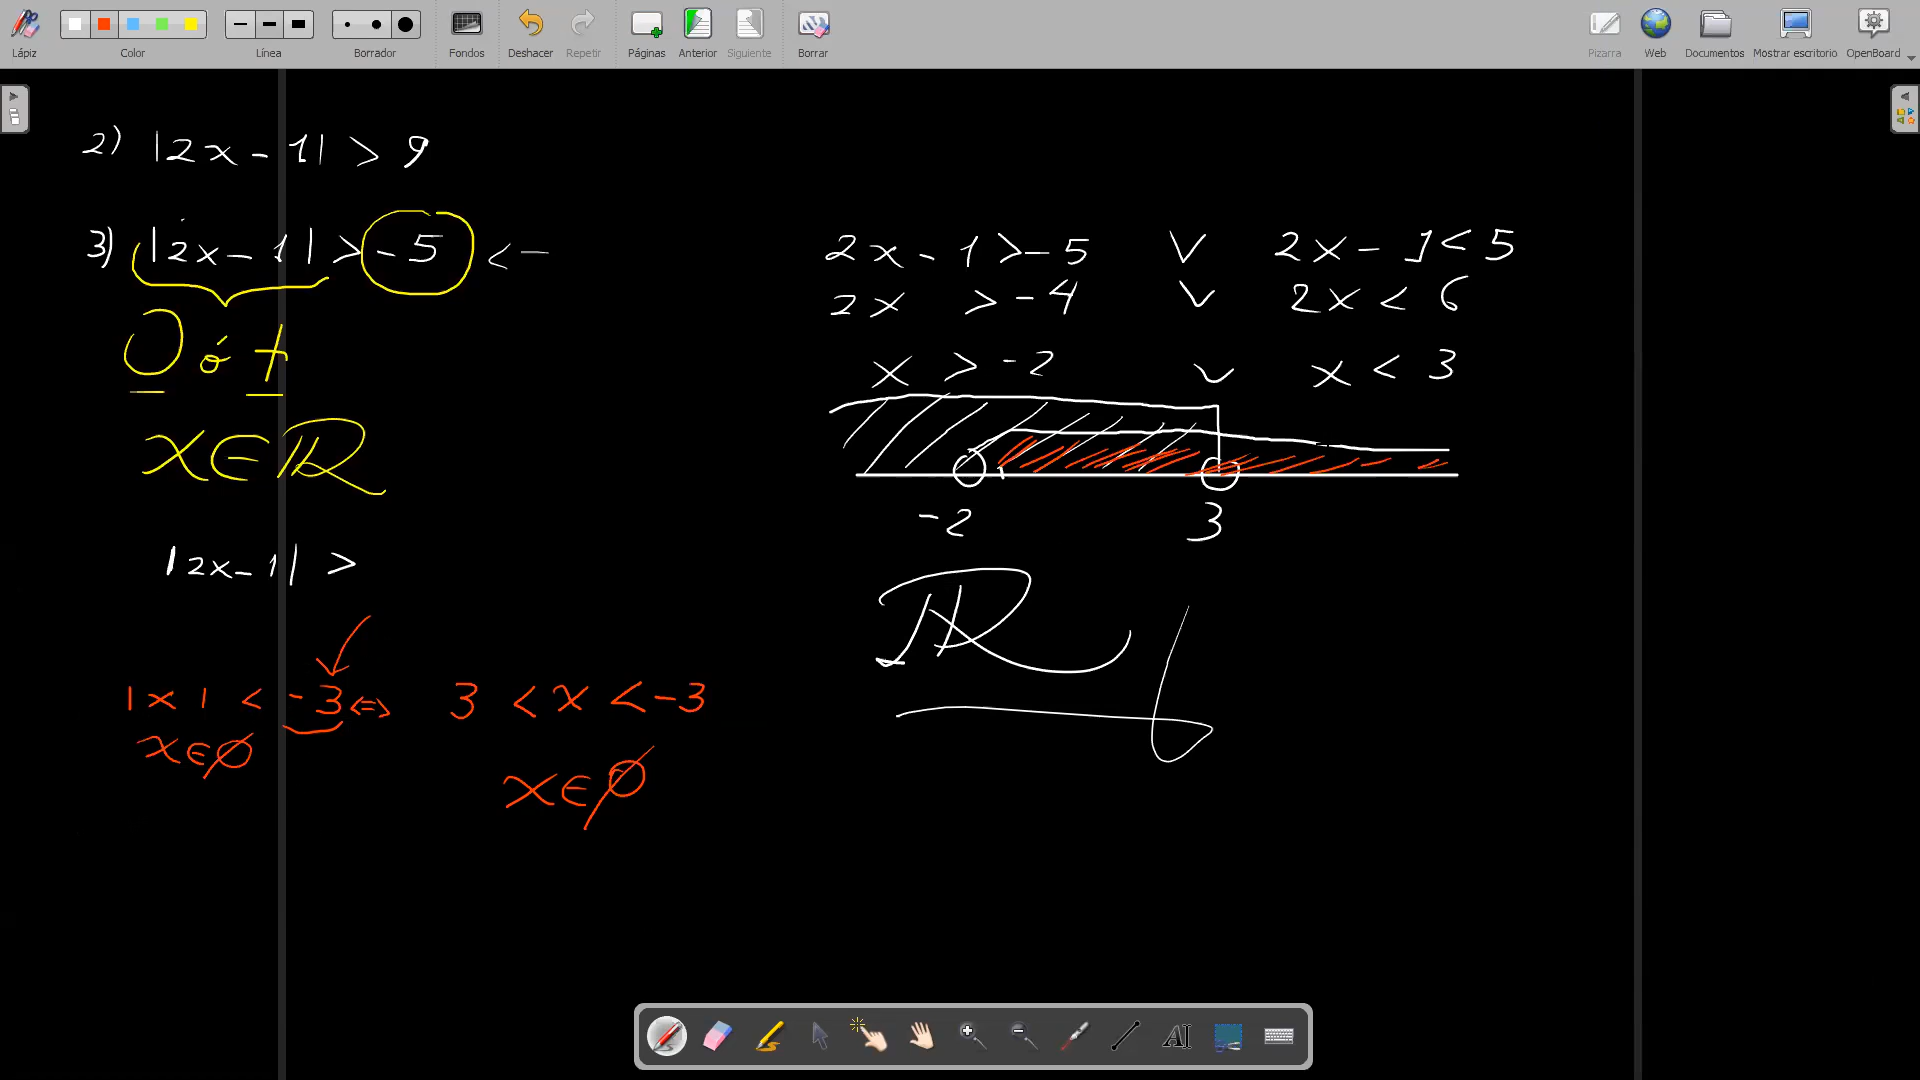 Lápiz
Color
Línea
Borrador
Fondos
Deshacer
Repetir
Páginas
Anterior
Siguiente
Borrar
Pizarra
Web
Documentos
Mostrar escritorio
OpenBoard
2) |2x - 1| > 9
3) |2x - 1| > - 5 < -
0 ó +
x ∈ ℝ
|2x - 1| >
|x| < - 3 <=> 3 < x < - 3
x ∈ ∅
x ∈ ∅
2x - 1 > - 5 ∨ 2x - 1 < 5
2x > - 4 ∨ 2x < 6
x > - 2 ∨ x < 3
- 2 3
ℝ
AI